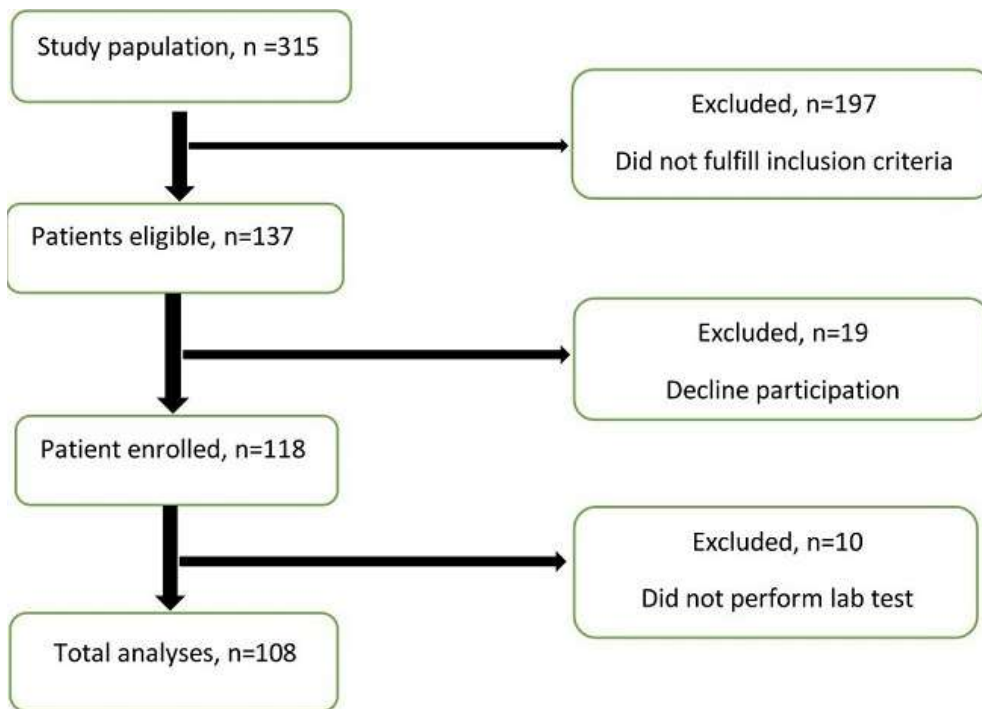 Study papulation, n =315
Excluded, n=197
Did not fulfill inclusion criteria
Patients eligible, n=137
Excluded, n=19
Decline participation
Patient enrolled, n=118
Excluded, n=10
Did not perform lab test
Total analyses, n=108